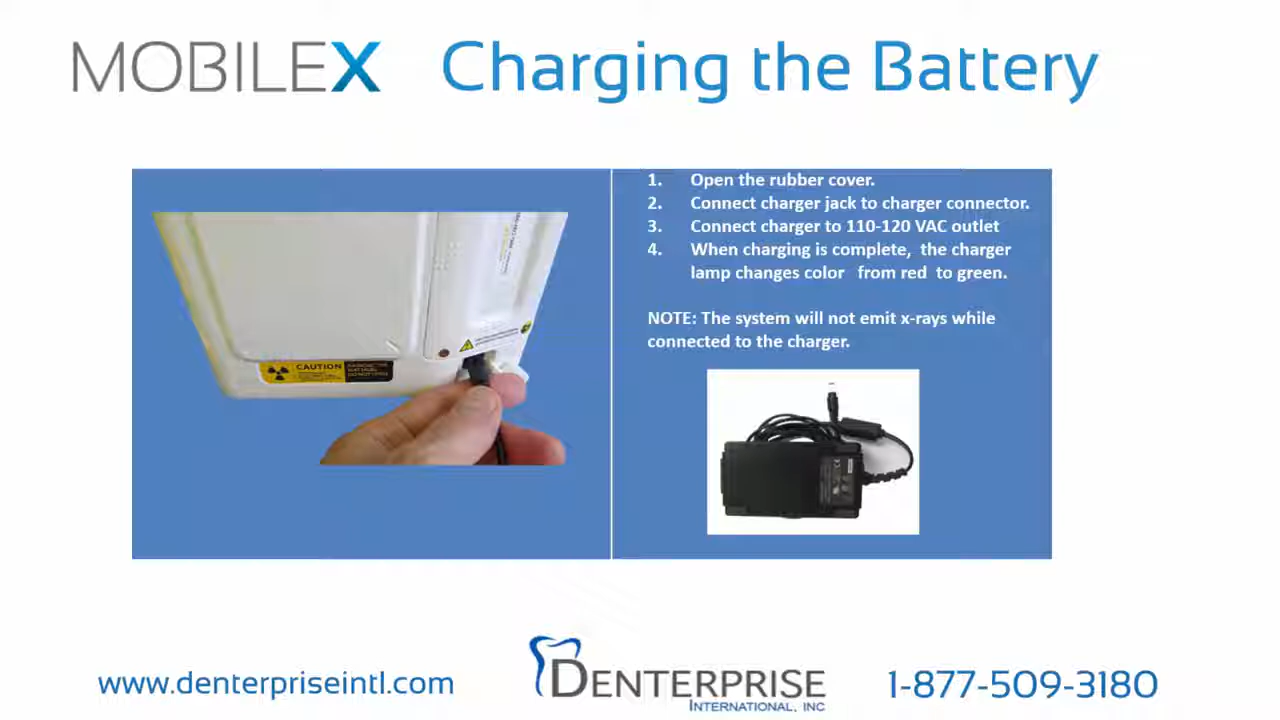 MOBILEX Charging the Battery
1. Open the rubber cover.
2. Connect charger jack to charger connector.
3. Connect charger to 110-120 VAC outlet
4. When charging is complete, the charger
lamp changes color from red to green.
NOTE: The system will not emit x-rays while
connected to the charger.
CAUTION
www.denterpriseintl.com
DENTERPRISE
INTERNATIONAL, INC
1-877-509-3180